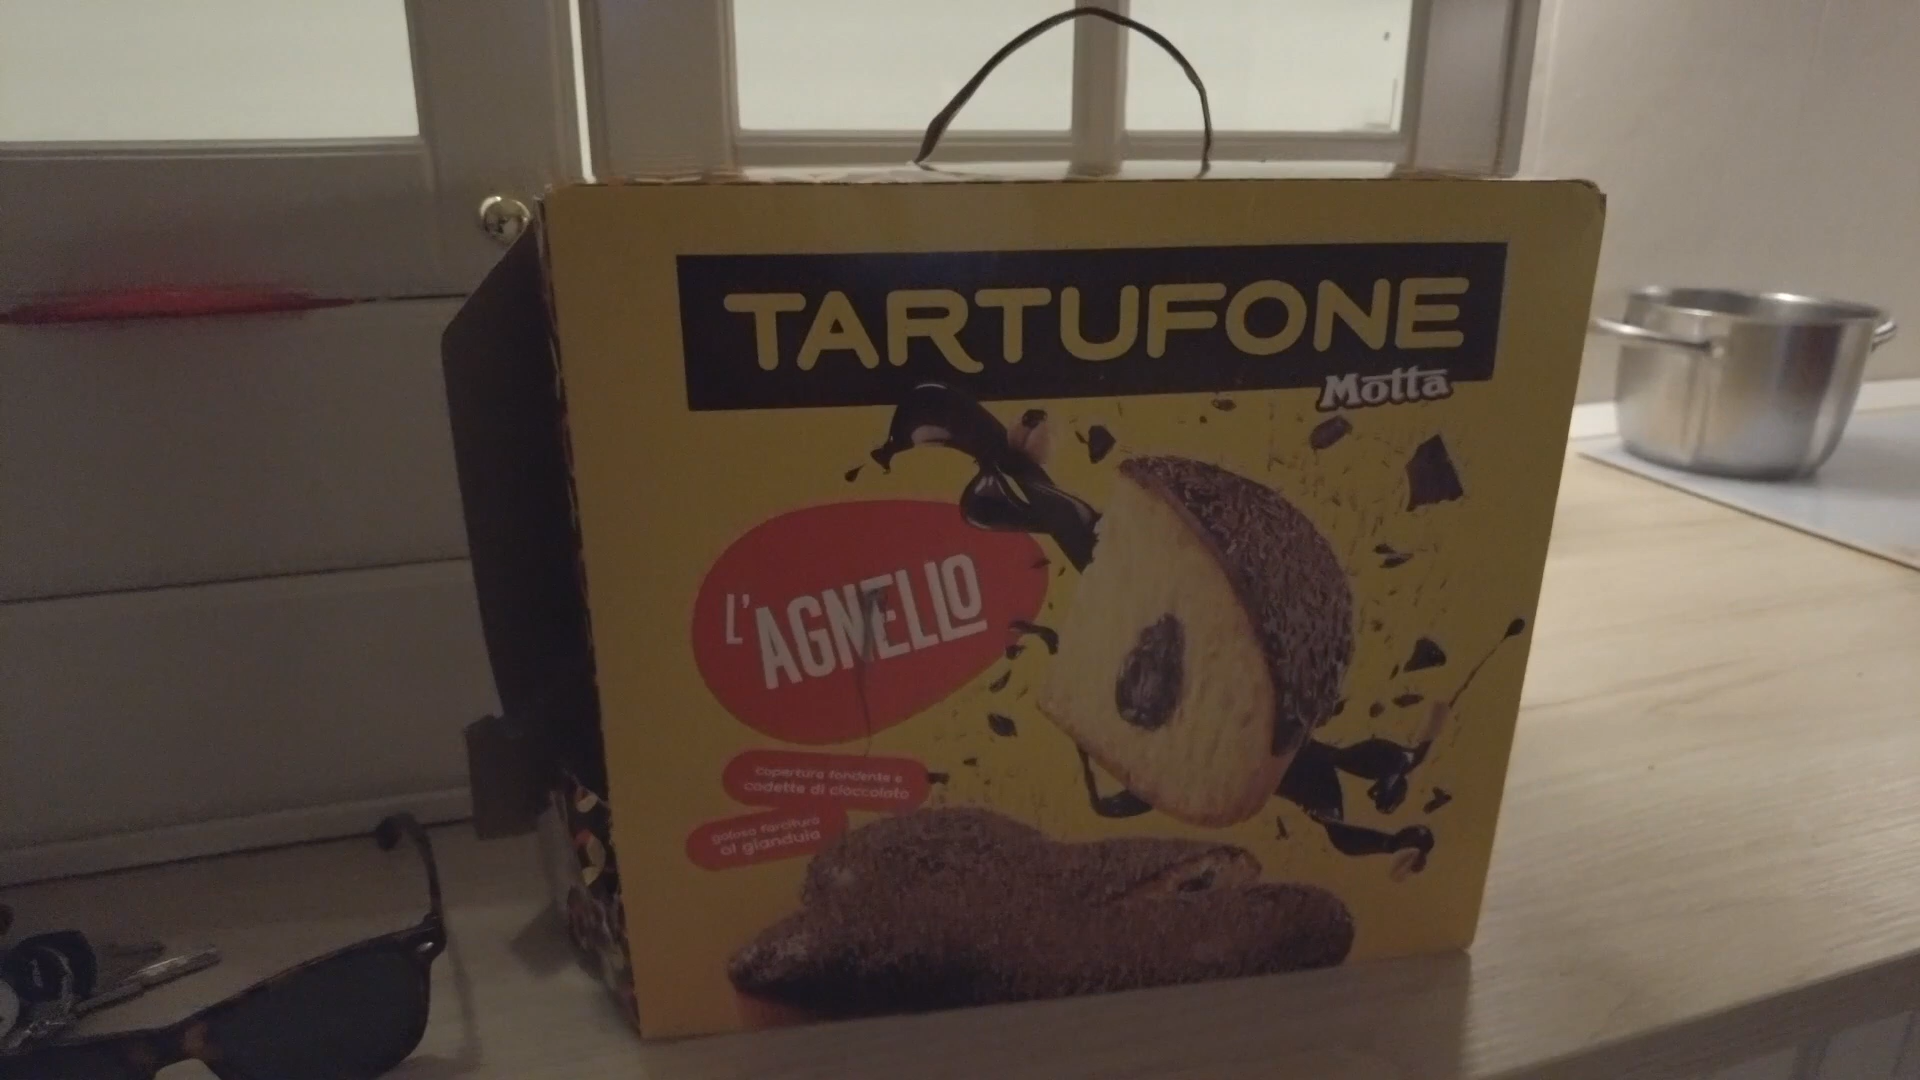 TARTUFONE
Motta
L'AGNELLO
copertura fondente e
codette di cioccolato
golosa farcitura
al gianduia